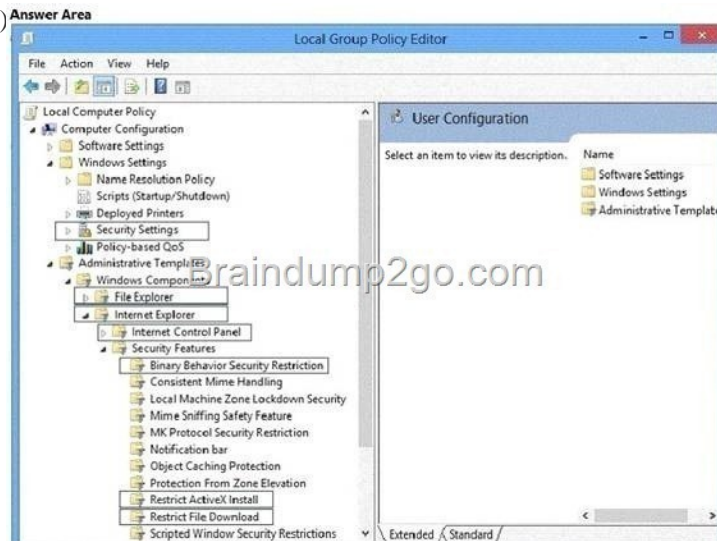 )
Answer Area
Local Group Policy Editor
File Action View Help
Local Computer Policy
Computer Configuration
Software Settings
Windows Settings
Name Resolution Policy
Scripts (Startup/Shutdown)
Deployed Printers
Security Settings
Policy-based QoS
Administrative Templates
Windows Component
File Explorer
Internet Explorer
Internet Control Panel
Security Features
Binary Behavior Security Restriction
Consistent Mime Handling
Local Machine Zone Lockdown Security
Mime Sniffing Safety Feature
MK Protocol Security Restriction
Notification bar
Object Caching Protection
Protection From Zone Elevation
Restrict ActiveX Install
Restrict File Download
Scripted Window Security Restrictions
User Configuration
Select an item to view its description.
Name
Software Settings
Windows Settings
Administrative Template
Extended Standard
Braindump2go.com